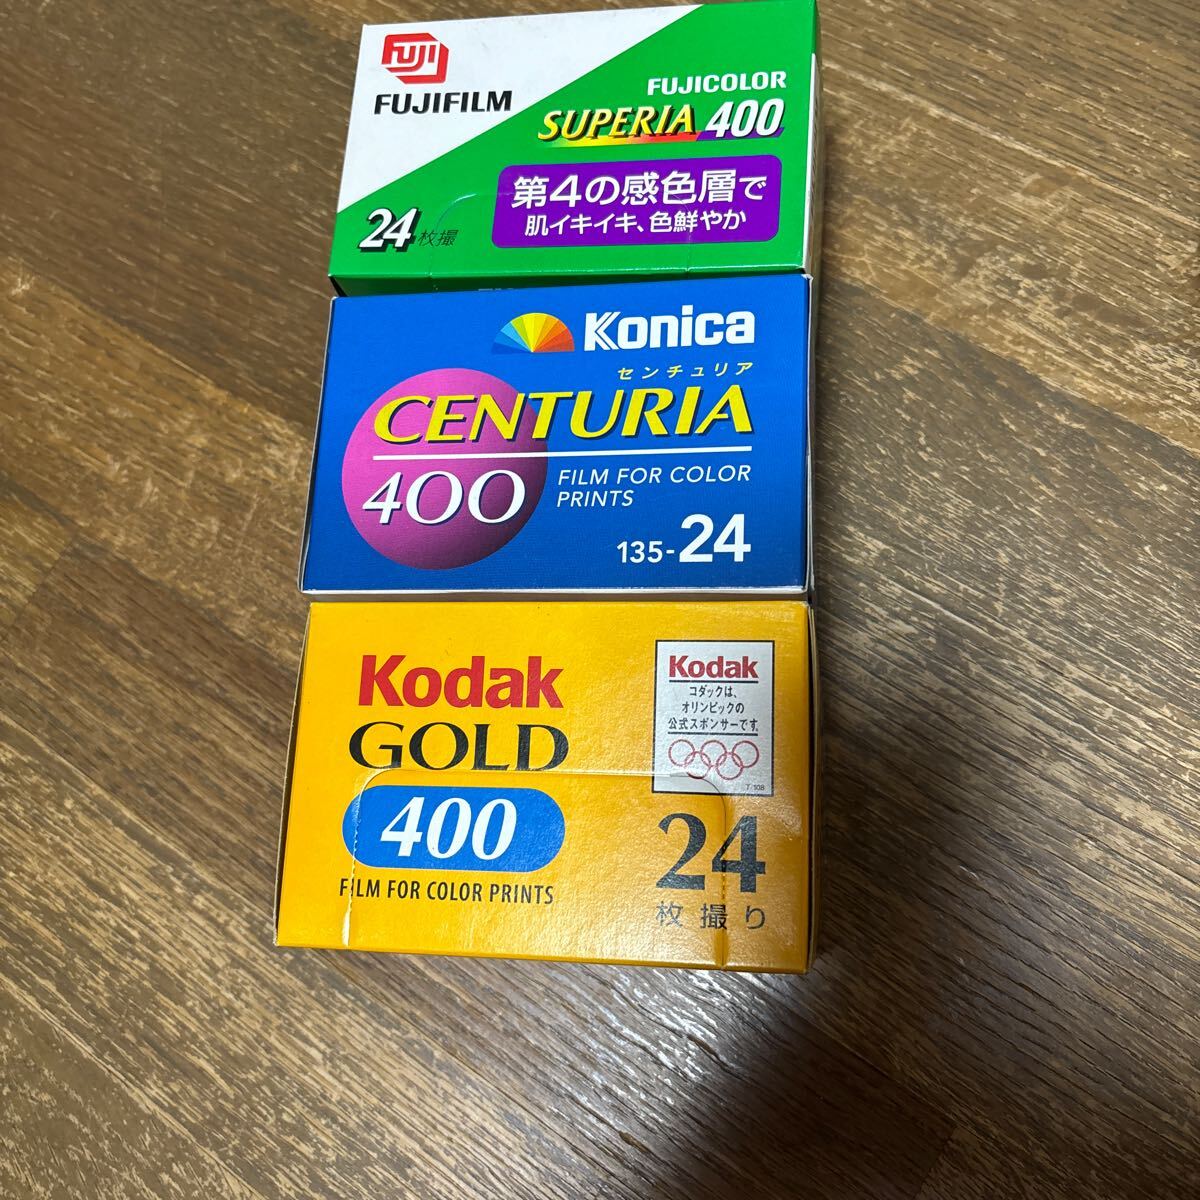 FUJI
FUJIFILM
FUJICOLOR
SUPERIA 400
第4の感色層で
肌イキイキ、色鮮やか
24枚撮
Konica
センチュリア
CENTURIA
400
FILM FOR COLOR
PRINTS
135-24
Kodak
GOLD
400
FILM FOR COLOR PRINTS
Kodak
コダックは、
オリンピックの
公式スポンサーです。
T-108
24
枚撮り